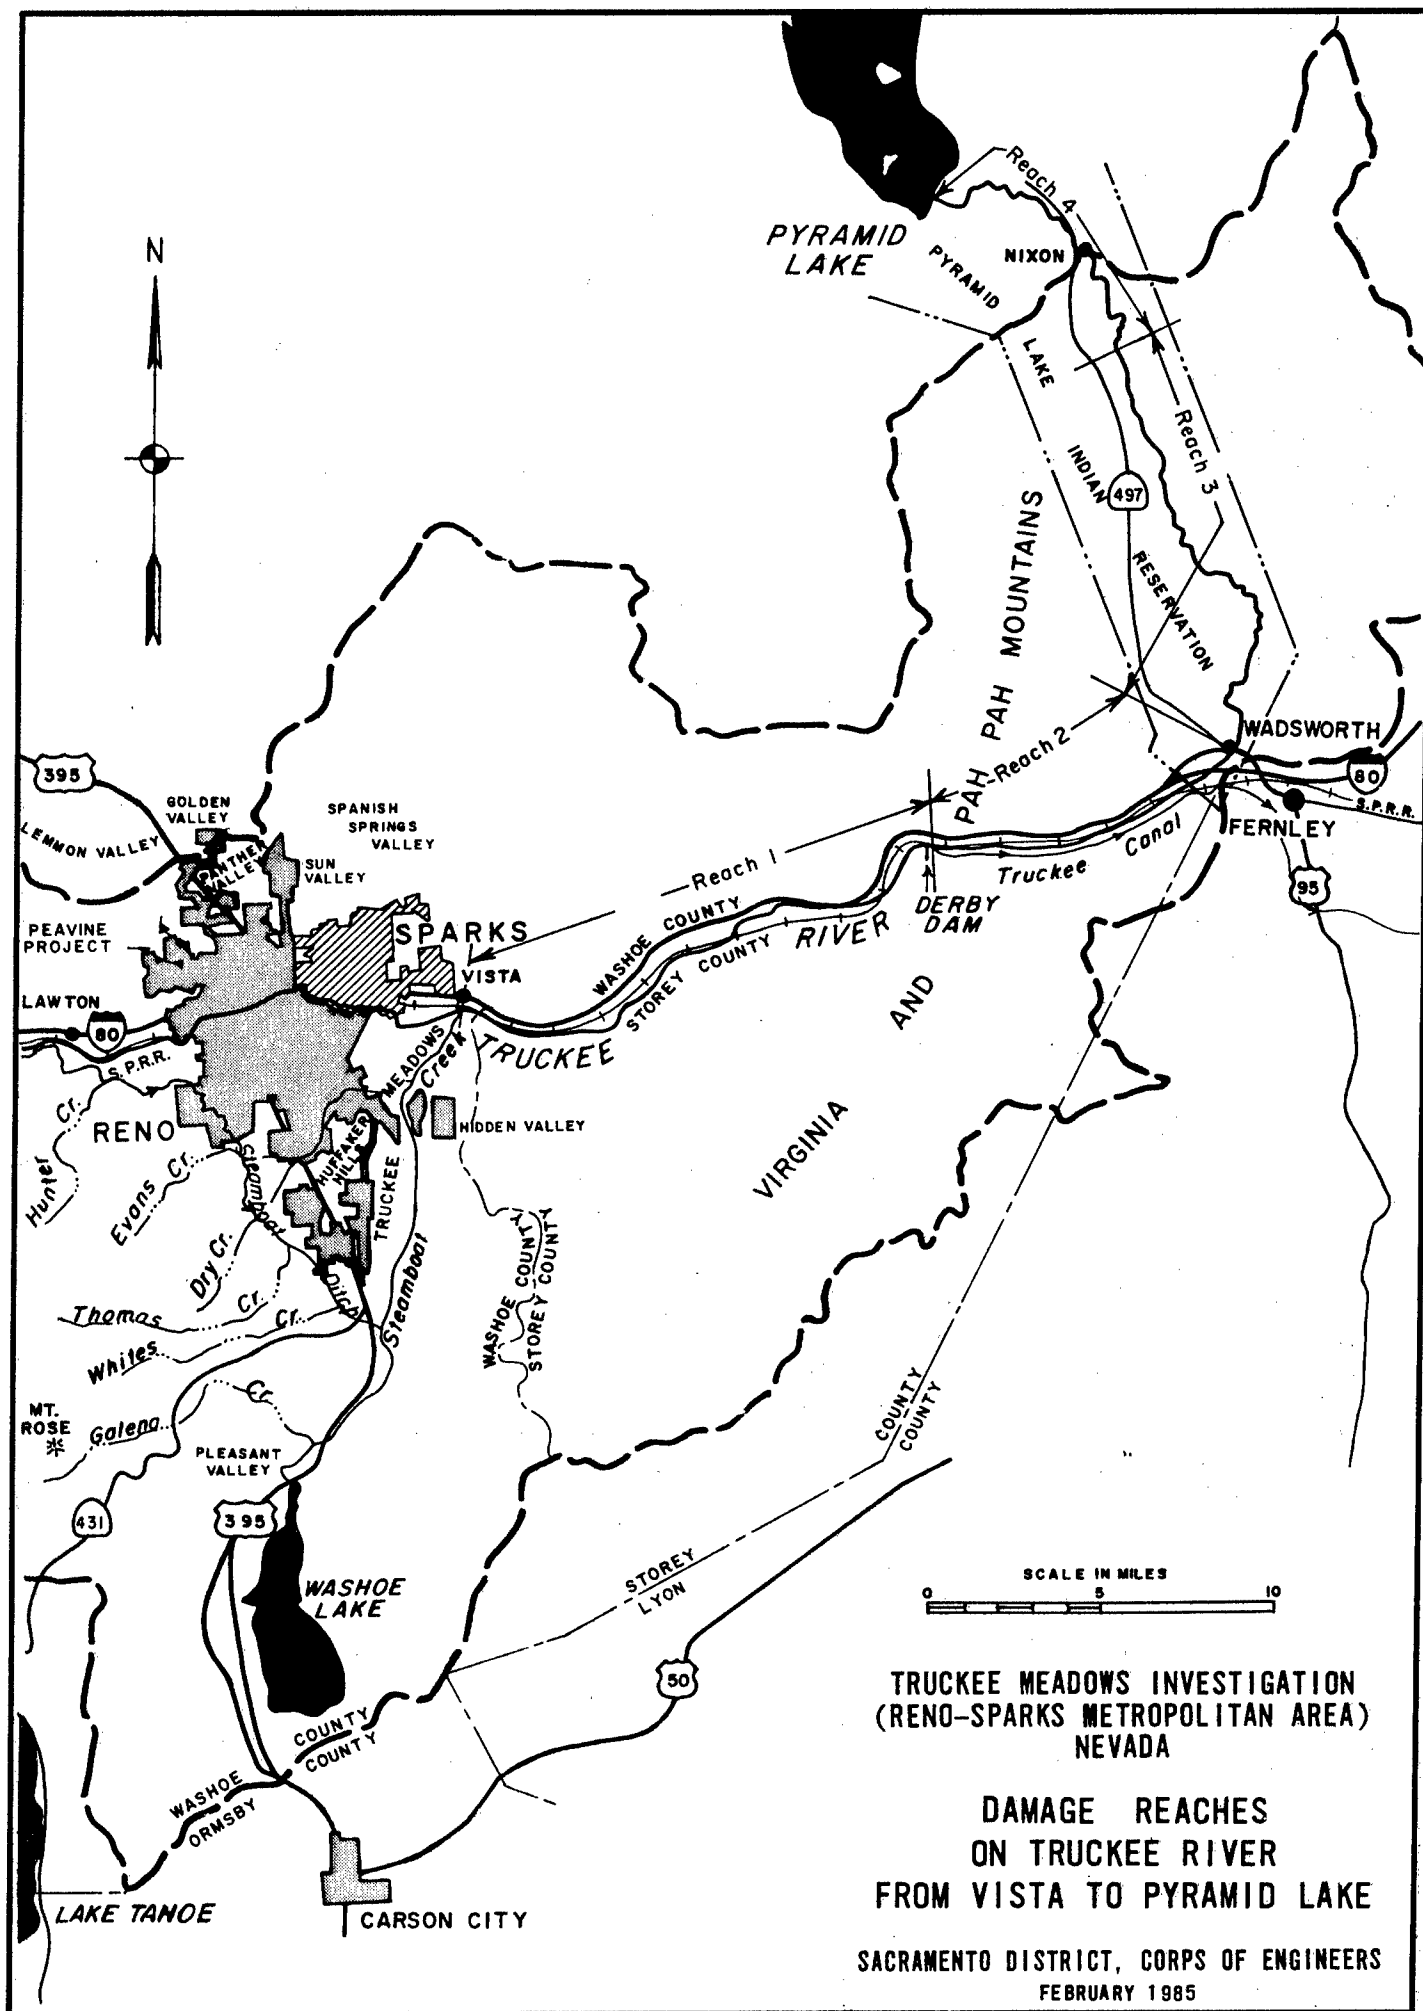 Reach 4
PYRAMID
LAKE
NIXON
PYRAMID
LAKE
INDIAN
RESERVATION
N
Reach 3
497
PAH PAH MOUNTAINS
Reach 2
WADSWORTH
80
S.P.R.R.
FERNLEY
95
395
GOLDEN
VALLEY
LEMMON VALLEY
PANTHER
VALLEY
SPANISH
SPRINGS
VALLEY
SUN
VALLEY
Reach 1
Truckee Canal
DERBY
DAM
PEAVINE
PROJECT
SPARKS
VISTA
WASHOE COUNTY
STOREY COUNTY
TRUCKEE RIVER
LAWTON
80
S.P.R.R.
AND
VIRGINIA
TRUCKEE MEADOWS
Steamboat Creek
RENO
HIDDEN VALLEY
HUFFAKER
HILLS
Hunter Cr.
Evans Cr.
Steamboat Ditch
Dry Cr.
Thomas Cr.
Whites Cr.
WASHOE COUNTY
STOREY COUNTY
MT.
ROSE
Galena Cr.
PLEASANT
VALLEY
431
395
WASHOE
LAKE
STOREY COUNTY
LYON COUNTY
50
WASHOE COUNTY
ORMSBY COUNTY
LAKE TANOE
CARSON CITY
SCALE IN MILES
0 5 10
TRUCKEE MEADOWS INVESTIGATION
(RENO-SPARKS METROPOLITAN AREA)
NEVADA
DAMAGE REACHES
ON TRUCKEE RIVER
FROM VISTA TO PYRAMID LAKE
SACRAMENTO DISTRICT, CORPS OF ENGINEERS
FEBRUARY 1985